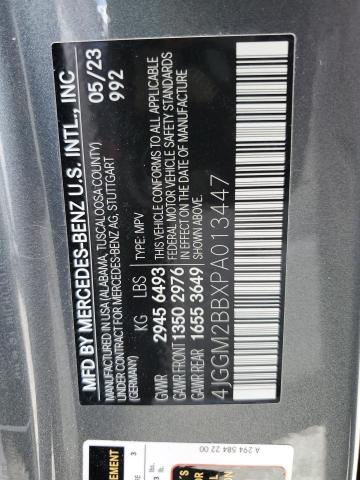 MFD BY MERCEDES-BENZ U.S. INTL., INC
MANUFACTURED IN USA (ALABAMA, TUSCALOOSA COUNTY)
UNDER LICENSE FOR MERCEDES-BENZ AG, STUTTGART
(GERMANY)
05/23
992
KG LBS TYPE: MPV
GVWR 2945 6493
GAWR FRONT 1350 2976
GAWR REAR 1655 3649
THIS VEHICLE CONFORMS TO ALL APPLICABLE
FEDERAL MOTOR VEHICLE SAFETY STANDARDS
IN EFFECT ON THE DATE OF MANUFACTURE
SHOWN ABOVE.
4JGGM2BBXPA013447
A 294 584 22 00